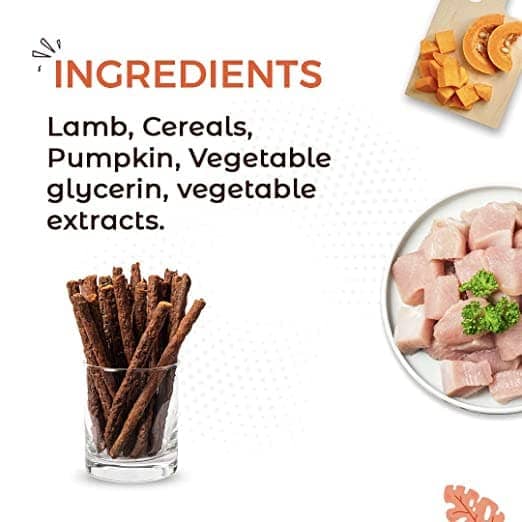 INGREDIENTS
Lamb, Cereals,
Pumpkin, Vegetable
glycerin, vegetable
extracts.